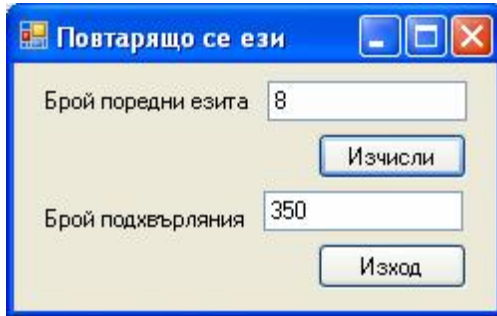 Повтарящо се ези
Брой поредни езита 8
Изчисли
Брой подхвърляния 350
Изход